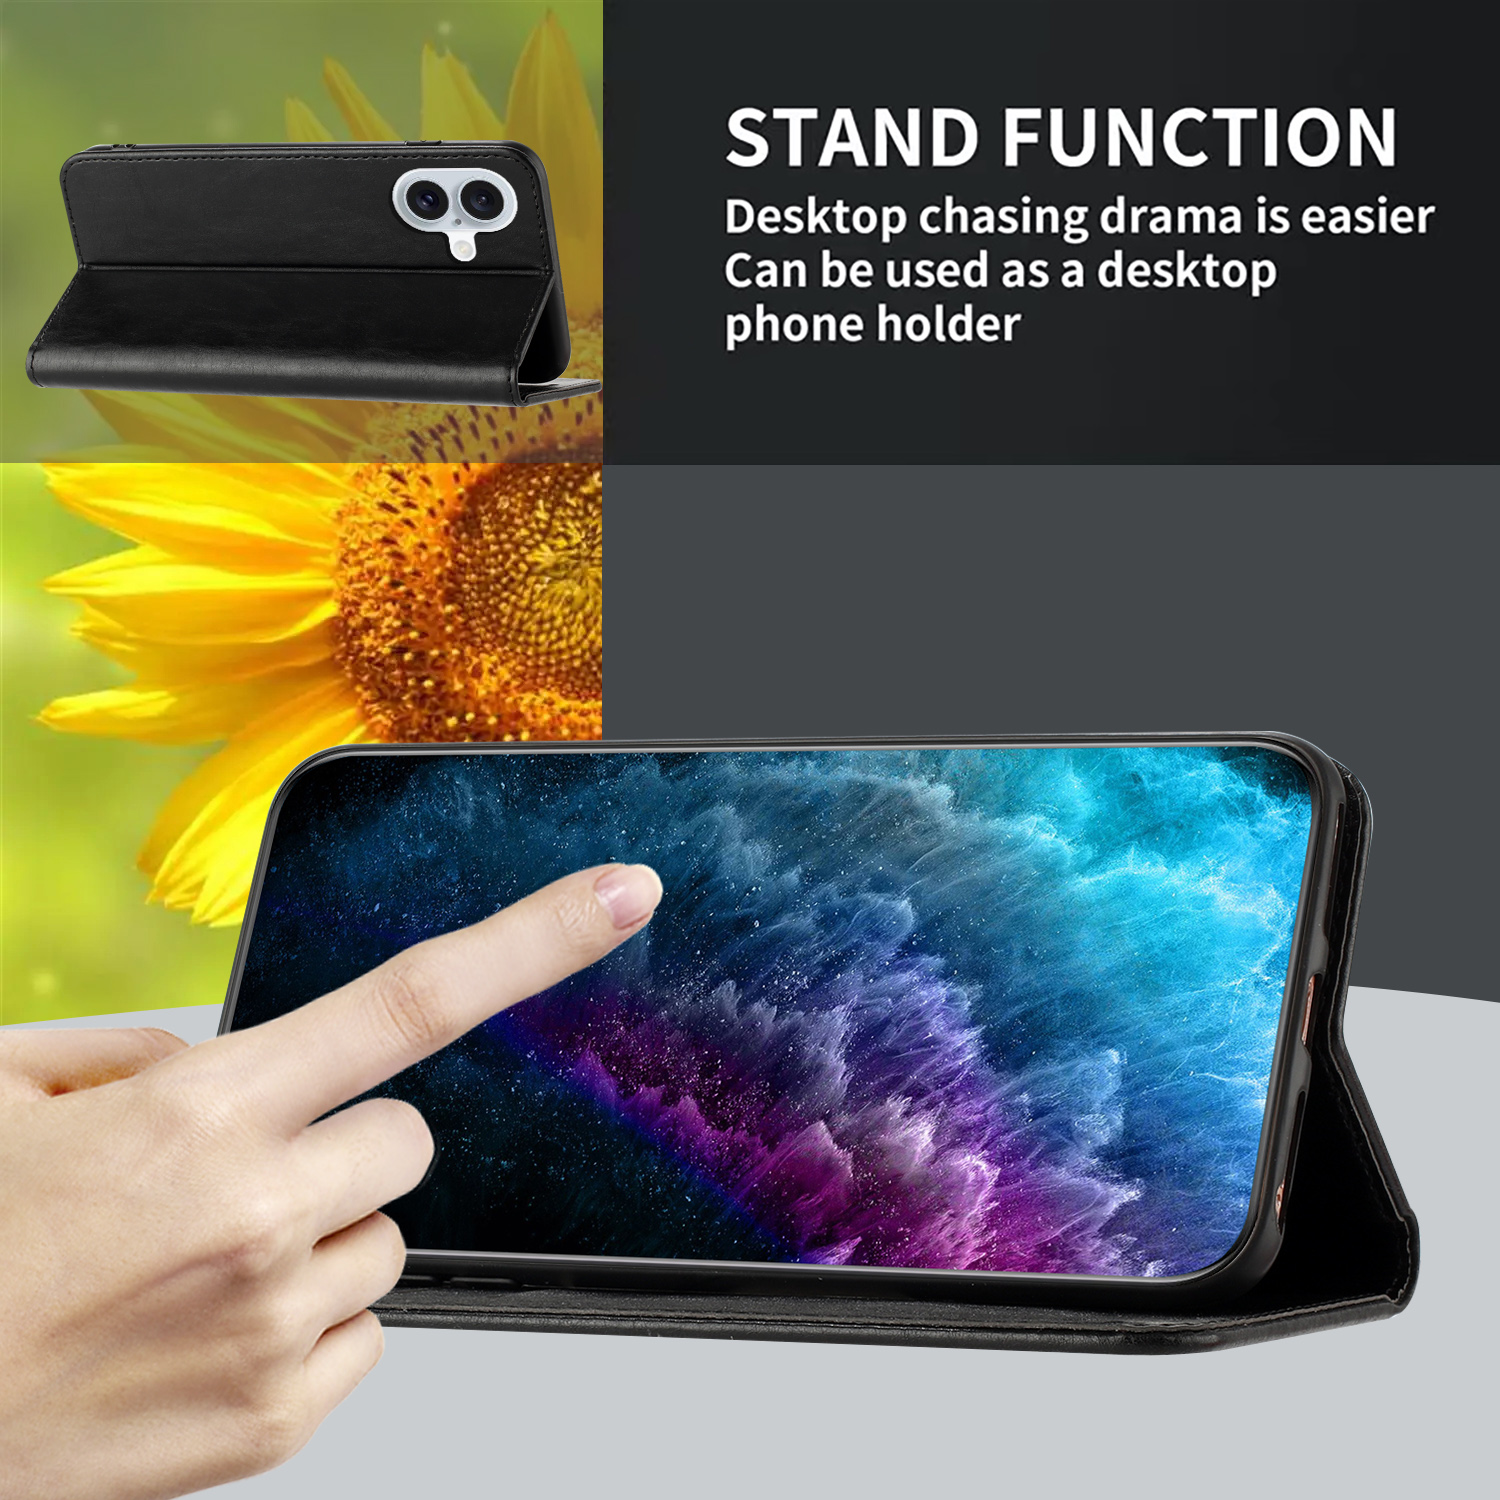 STAND FUNCTION
Desktop chasing drama is easier
Can be used as a desktop
phone holder